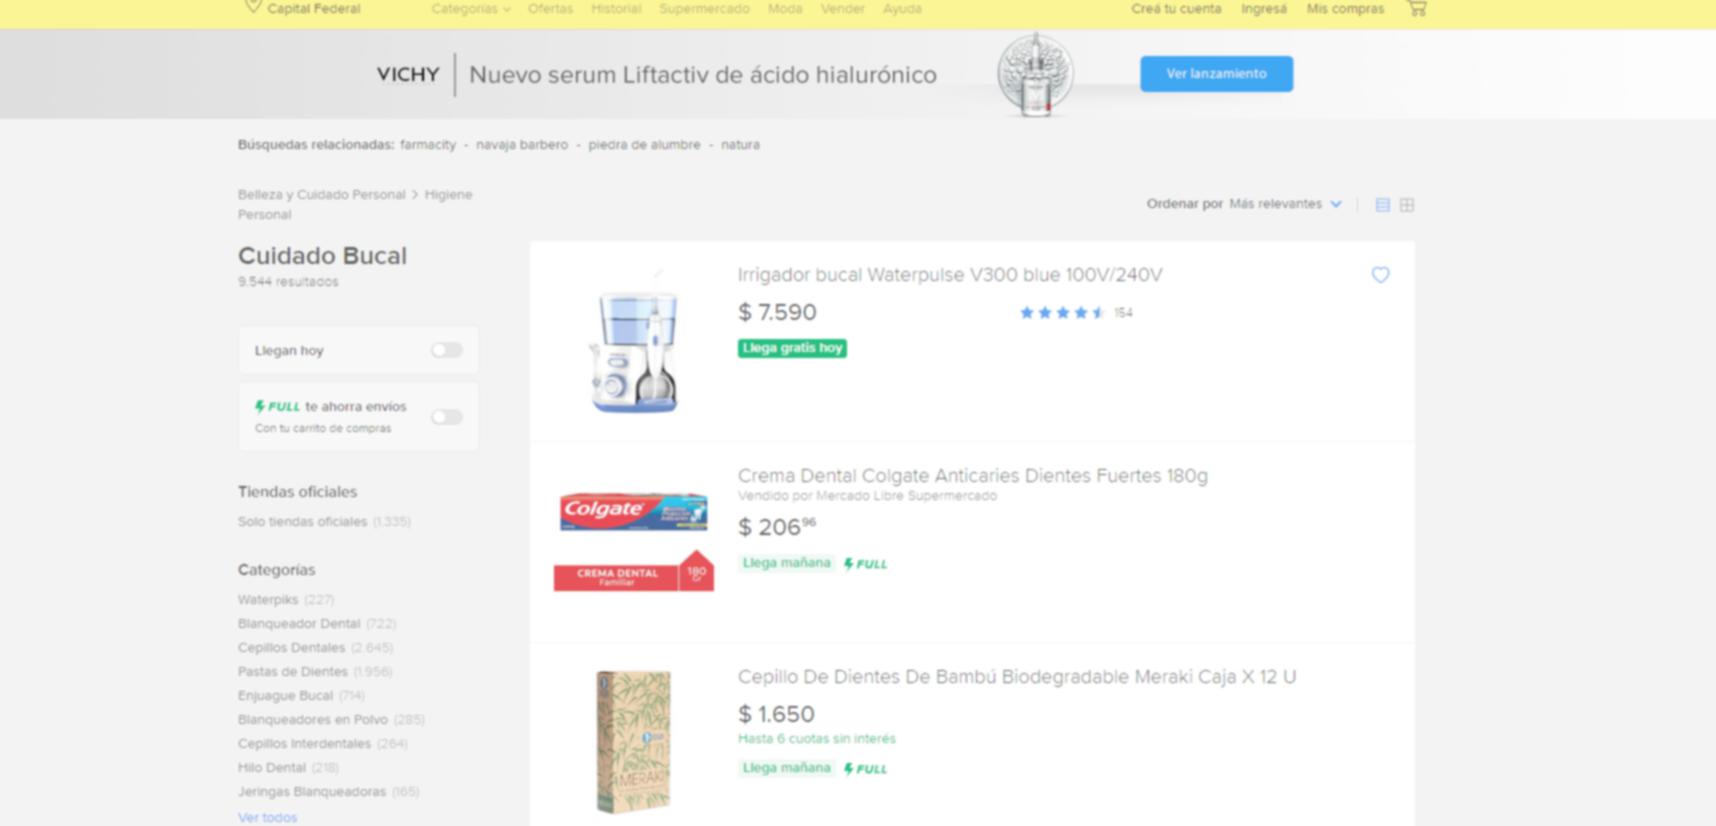 Capital Federal
Categorías Ofertas Historial Supermercado Moda Vender Ayuda
Creá tu cuenta Ingresá Mis compras
VICHY
Nuevo serum Liftactiv de ácido hialurónico
Ver lanzamiento
Búsquedas relacionadas: farmacity - navaja barbero - piedra de alumbre - natura
Belleza y Cuidado Personal > Higiene
Personal
Ordenar por Más relevantes
Cuidado Bucal
9.544 resultados
Llegan hoy
FULL te ahorra envíos
Con tu carrito de compras
Tiendas oficiales
Solo tiendas oficiales (1.335)
Categorías
Waterpiks (227)
Blanqueador Dental (722)
Cepillos Dentales (2.645)
Pastas de Dientes (1.956)
Enjuague Bucal (714)
Blanqueadores en Polvo (285)
Cepillos Interdentales (264)
Hilo Dental (218)
Jeringas Blanqueadoras (165)
Ver todos
Irrigador bucal Waterpulse V300 blue 100V/240V
$ 7.590
154
Llega gratis hoy
Colgate
CREMA DENTAL
Familiar
180
Gr
Crema Dental Colgate Anticaries Dientes Fuertes 180g
Vendido por Mercado Libre Supermercado
$ 206 96
Llega mañana FULL
MERAKI
Cepillo De Dientes De Bambú Biodegradable Meraki Caja X 12 U
$ 1.650
Hasta 6 cuotas sin interés
Llega mañana FULL